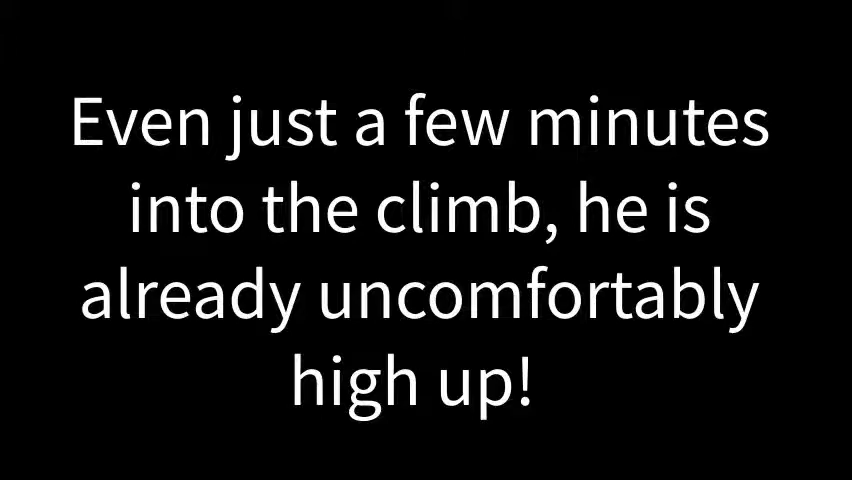 Even just a few minutes
into the climb, he is
already uncomfortably
high up!